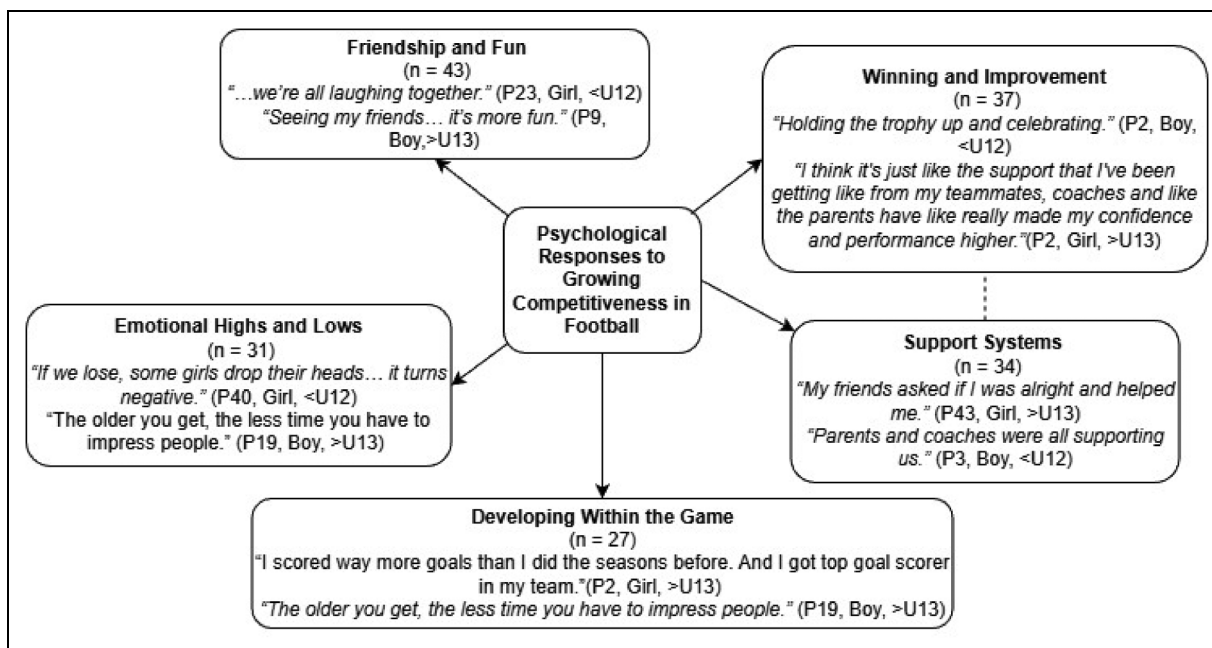 Friendship and Fun
(n = 43)
“…we’re all laughing together.” (P23, Girl, <U12)
“Seeing my friends… it’s more fun.” (P9,
Boy,>U13)
Winning and Improvement
(n = 37)
“Holding the trophy up and celebrating.” (P2, Boy,
<U12)
“I think it's just like the support that I've been
getting like from my teammates, coaches and like
the parents have like really made my confidence
and performance higher.”(P2, Girl, >U13)
Psychological
Responses to
Growing
Competitiveness in
Football
Emotional Highs and Lows
(n = 31)
“If we lose, some girls drop their heads… it turns
negative.” (P40, Girl, <U12)
“The older you get, the less time you have to
impress people.” (P19, Boy, >U13)
Support Systems
(n = 34)
“My friends asked if I was alright and helped
me.” (P43, Girl, >U13)
“Parents and coaches were all supporting
us.” (P3, Boy, <U12)
Developing Within the Game
(n = 27)
“I scored way more goals than I did the seasons before. And I got top goal scorer
in my team.”(P2, Girl, >U13)
“The older you get, the less time you have to impress people.” (P19, Boy, >U13)